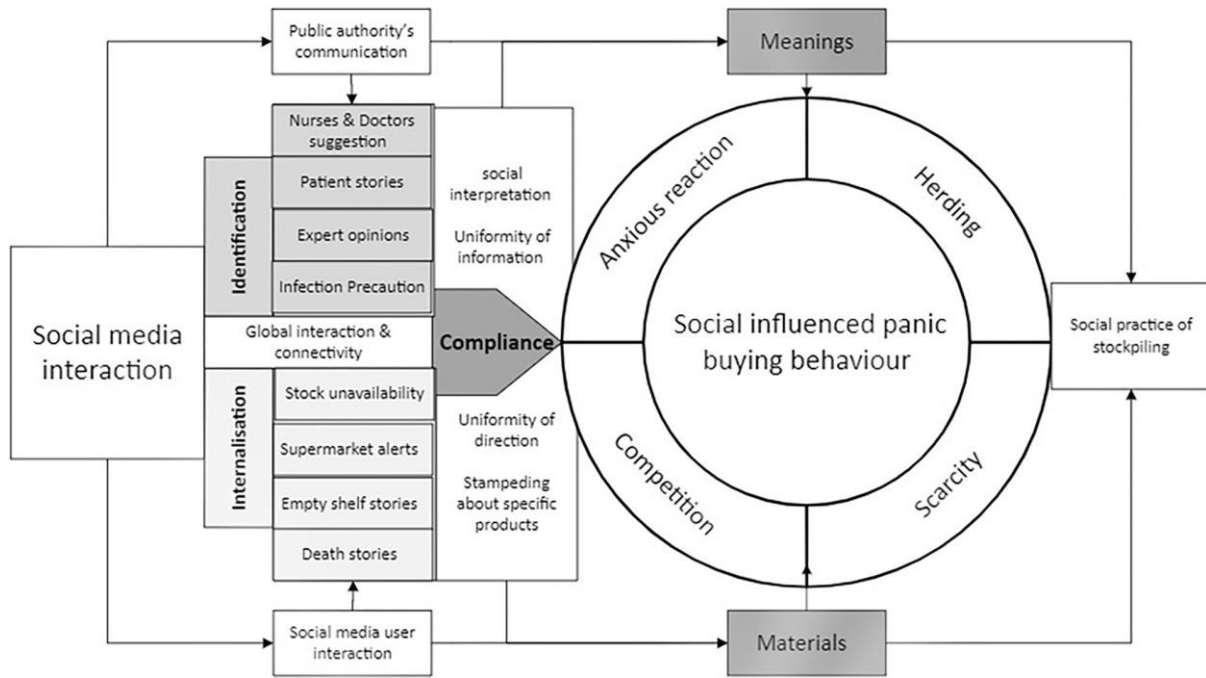 Public authority's
communication
Meanings
Nurses & Doctors
suggestion
Patient stories
Expert opinions
Infection Precaution
Identification
social
interpretation
Uniformity of
information
Anxious reaction
Herding
Social media
interaction
Global interaction &
connectivity
Compliance
Social influenced panic
buying behaviour
Social practice of
stockpiling
Internalisation
Stock unavailability
Supermarket alerts
Empty shelf stories
Death stories
Uniformity of
direction
Stampeding
about specific
products
Competition
Scarcity
Social media user
interaction
Materials